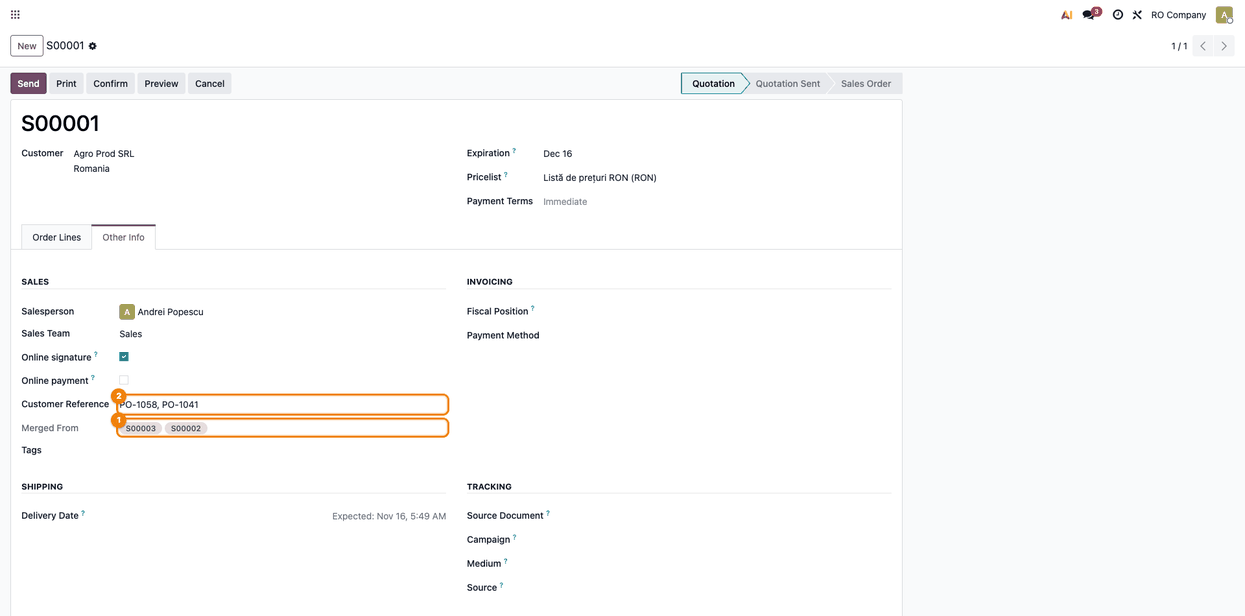 AI 3 RO Company A
New S00001 1 / 1
Send Print Confirm Preview Cancel Quotation Quotation Sent Sales Order
S00001
Customer Agro Prod SRL
Romania
Expiration ? Dec 16
Pricelist ? Listă de prețuri RON (RON)
Payment Terms Immediate
Order Lines Other Info
SALES
Salesperson A Andrei Popescu
Sales Team Sales
Online signature ?
Online payment ?
2
Customer Reference PO-1058, PO-1041
1
Merged From S00003 S00002
Tags
INVOICING
Fiscal Position ?
Payment Method
SHIPPING
Delivery Date ? Expected: Nov 16, 5:49 AM
TRACKING
Source Document ?
Campaign ?
Medium ?
Source ?